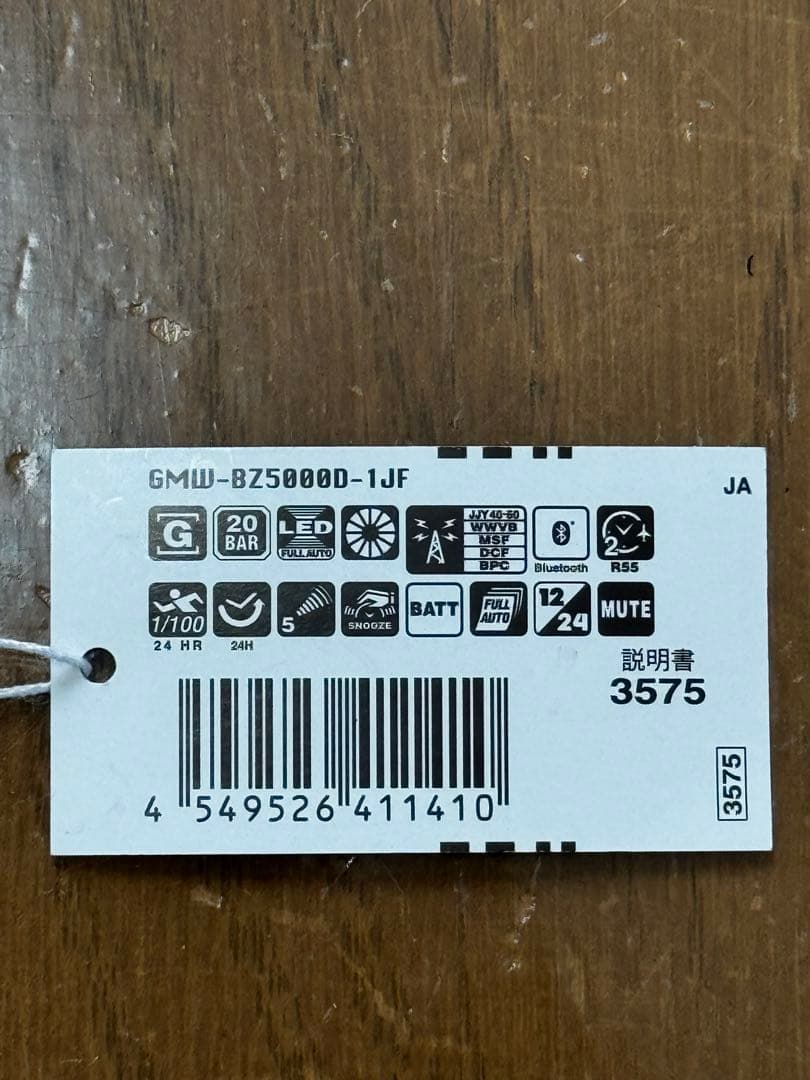 GMW-BZ5000D-1JF
JA
G
20
BAR
LED
FULL AUTO
JJY40-60
WWVB
MSF
DCF
BPC
Bluetooth
2
R55
1/100
24 HR
24H
5
SNOOZE
BATT
FULL
AUTO
12/24
MUTE
説明書
3575
4 549526 411410
3575